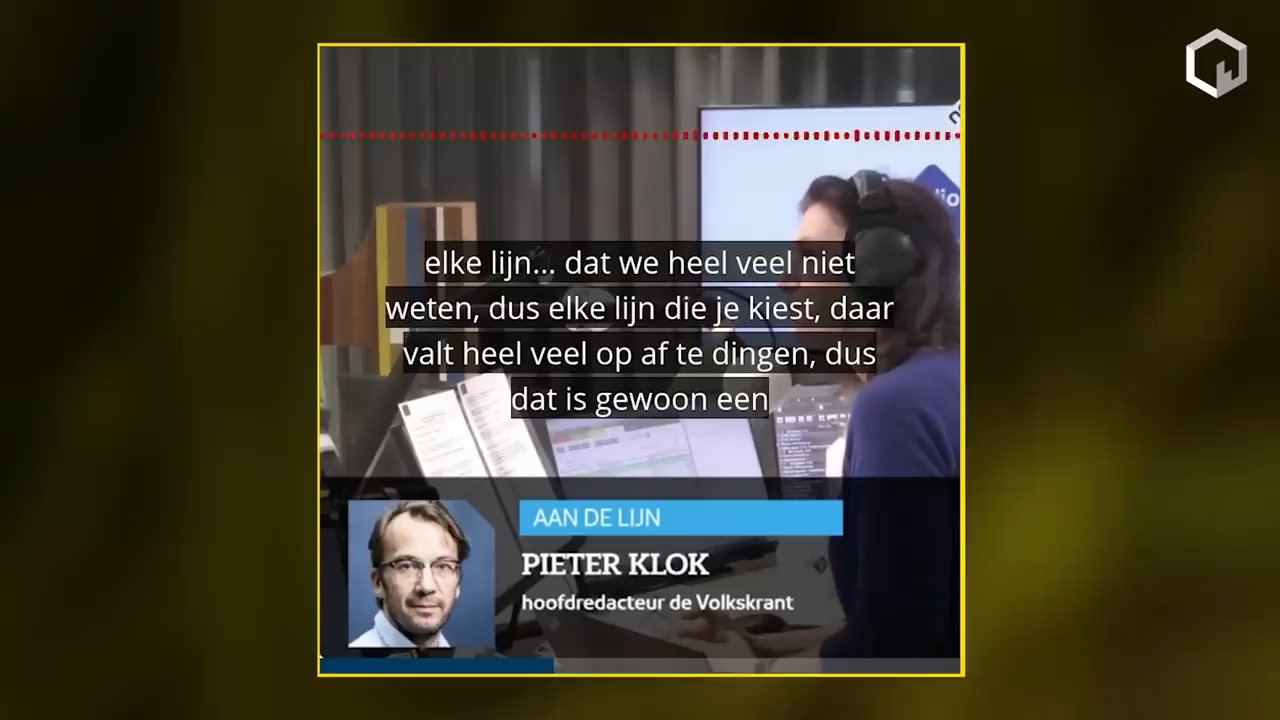 elke lijn... dat we heel veel niet
weten, dus elke lijn die je kiest, daar
valt heel veel op af te dingen, dus
dat is gewoon een
AAN DE LIJN
PIETER KLOK
hoofdredacteur de Volkskrant